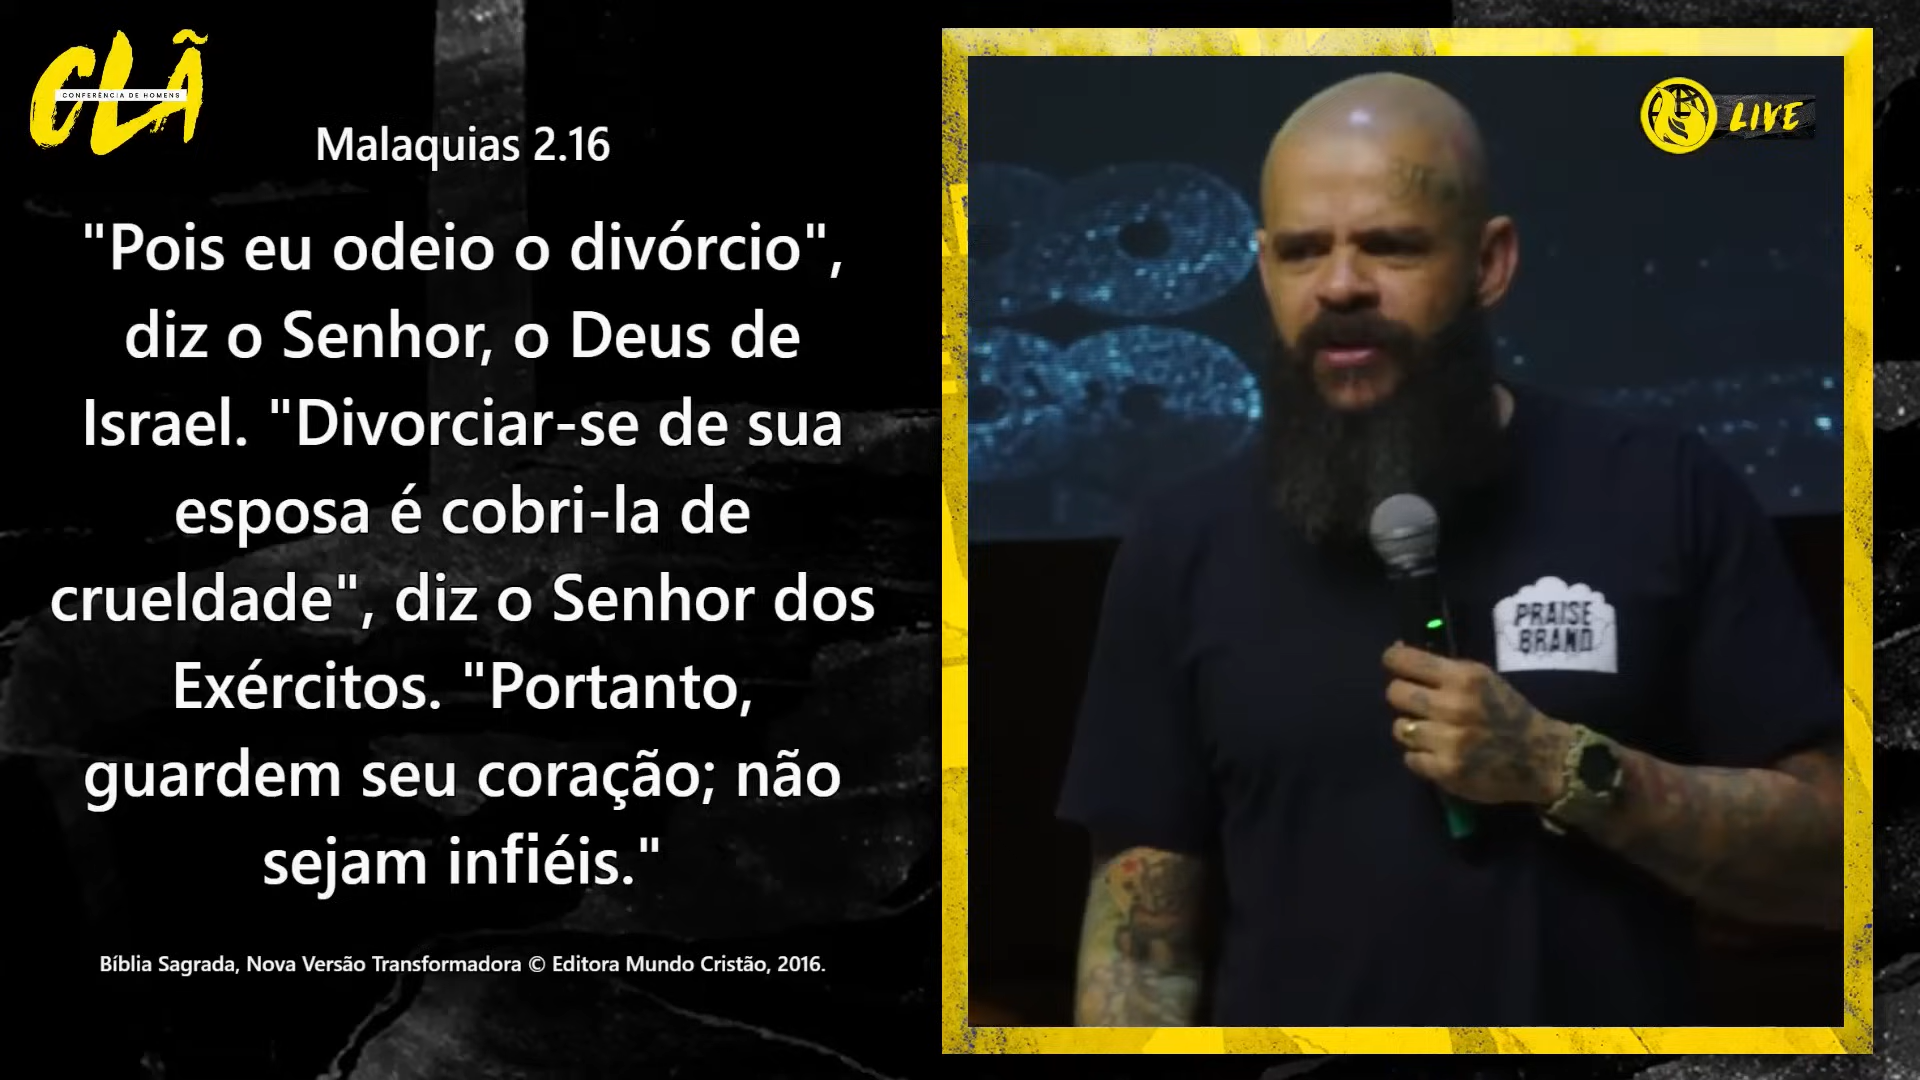 CLÃ
CONFERÊNCIA DE HOMENS
Malaquias 2.16
"Pois eu odeio o divórcio",
diz o Senhor, o Deus de
Israel. "Divorciar-se de sua
esposa é cobri-la de
crueldade", diz o Senhor dos
Exércitos. "Portanto,
guardem seu coração; não
sejam infiéis."
Bíblia Sagrada, Nova Versão Transformadora © Editora Mundo Cristão, 2016.
LIVE
PRAISE
BRAND